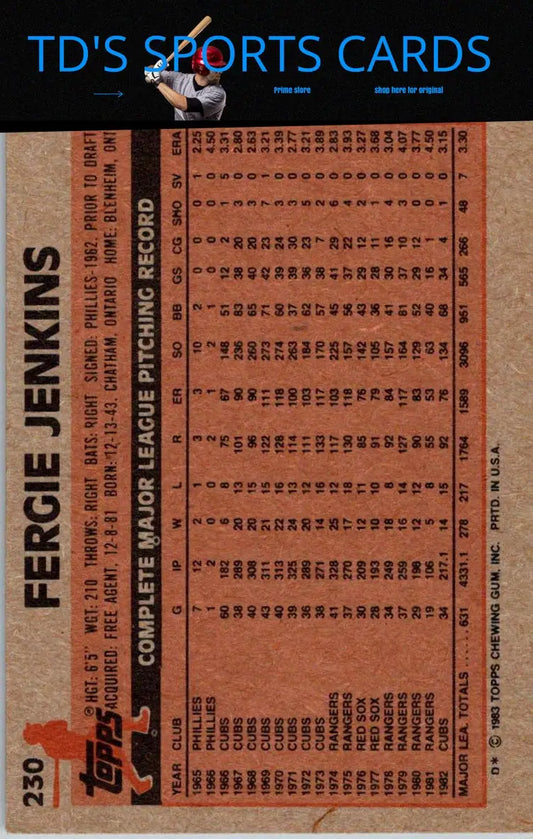 TD'S SPORTS CARDS
Prime store
shop here for original
230
FERGIE JENKINS
topps® HGT: 6'5" WGT: 210 THROWS: RIGHT BATS: RIGHT SIGNED: PHILLIES-1962, PRIOR TO DRAFT
ACQUIRED: FREE AGENT, 12-8-81 BORN: 12-13-43, CHATHAM, ONTARIO HOME: BLENHEIM, ONT
COMPLETE MAJOR LEAGUE PITCHING RECORD
YEAR CLUB G IP W L R ER SO BB GS CG SHO SV ERA
1965 PHILLIES 7 12 2 1 3 3 10 2 0 0 0 1 2.25
1966 PHILLIES 1 2 0 0 2 1 2 1 0 0 0 0 4.50
1966 CUBS 60 182 6 8 75 67 148 51 12 2 1 5 3.31
1967 CUBS 38 289 20 13 101 90 236 83 38 20 3 0 2.80
1968 CUBS 40 308 20 15 96 90 260 65 40 20 3 0 2.63
1969 CUBS 43 311 21 15 122 111 273 71 42 23 7 1 3.21
1970 CUBS 40 313 22 16 128 118 274 60 39 24 3 0 3.39
1971 CUBS 39 325 24 13 114 100 263 37 39 30 3 0 2.77
1972 CUBS 36 289 20 12 111 103 184 62 36 23 5 0 3.21
1973 CUBS 38 271 14 16 133 117 170 57 38 7 2 0 3.89
1974 RANGERS 41 328 25 12 117 103 225 45 41 29 6 0 2.83
1975 RANGERS 37 270 17 18 130 118 157 56 37 22 4 0 3.93
1976 RED SOX 30 209 12 11 85 76 142 43 29 12 2 0 3.27
1977 RED SOX 28 193 10 10 91 79 105 36 28 11 1 0 3.68
1978 RANGERS 34 249 18 8 92 84 157 41 30 16 4 0 3.04
1979 RANGERS 37 259 16 14 127 117 164 81 37 10 3 0 4.07
1980 RANGERS 29 198 12 12 90 83 129 52 29 12 0 0 3.77
1981 RANGERS 19 106 5 8 55 53 63 40 16 1 0 0 4.50
1982 CUBS 34 217.1 14 15 92 76 134 68 34 4 1 0 3.15
MAJOR LEA. TOTALS ...... 631 4331.1 278 217 1764 1589 3096 951 565 266 48 7 3.30
D* © 1983 TOPPS CHEWING GUM, INC. PRTD. IN U.S.A.